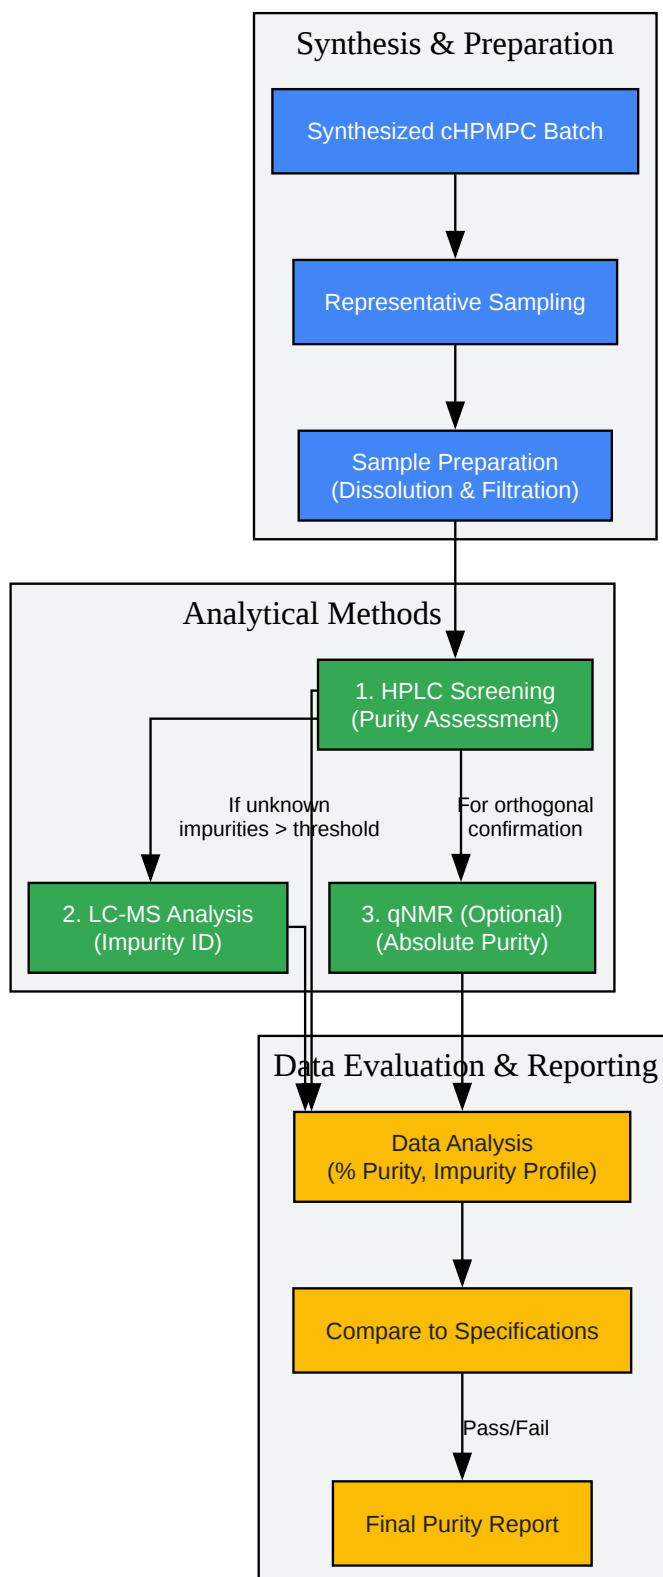 Synthesis & Preparation
Synthesized cHPMPC Batch
Representative Sampling
Sample Preparation
(Dissolution & Filtration)
Analytical Methods
1. HPLC Screening
(Purity Assessment)
If unknown
impurities > threshold
For orthogonal
confirmation
2. LC-MS Analysis
(Impurity ID)
3. qNMR (Optional)
(Absolute Purity)
Data Evaluation & Reporting
Data Analysis
(% Purity, Impurity Profile)
Compare to Specifications
Pass/Fail
Final Purity Report